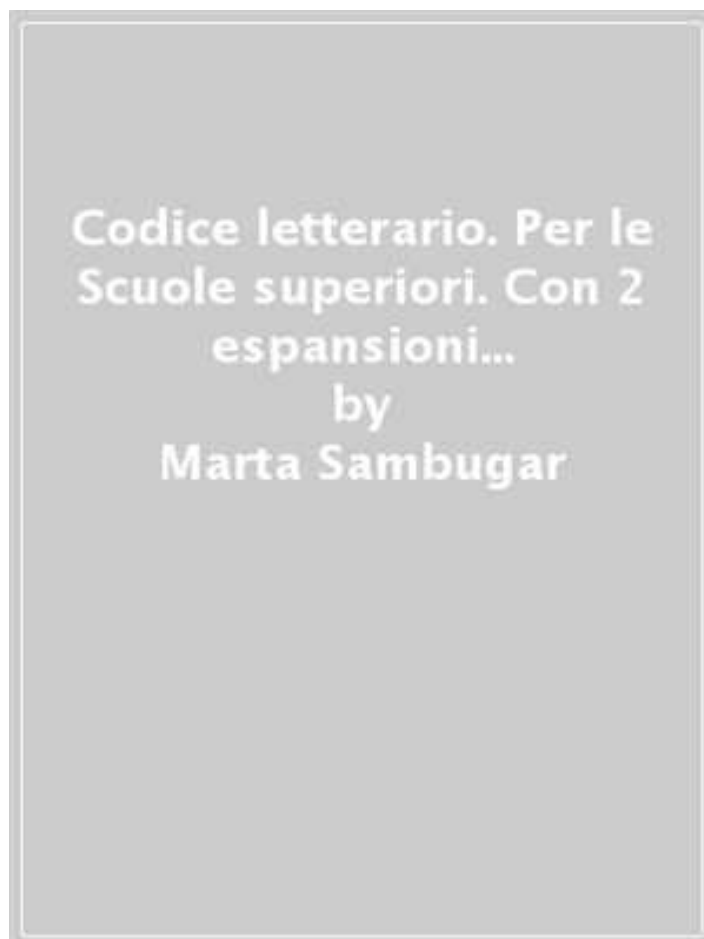 Codice letterario. Per le
Scuole superiori. Con 2
espansioni...
by
Marta Sambugar